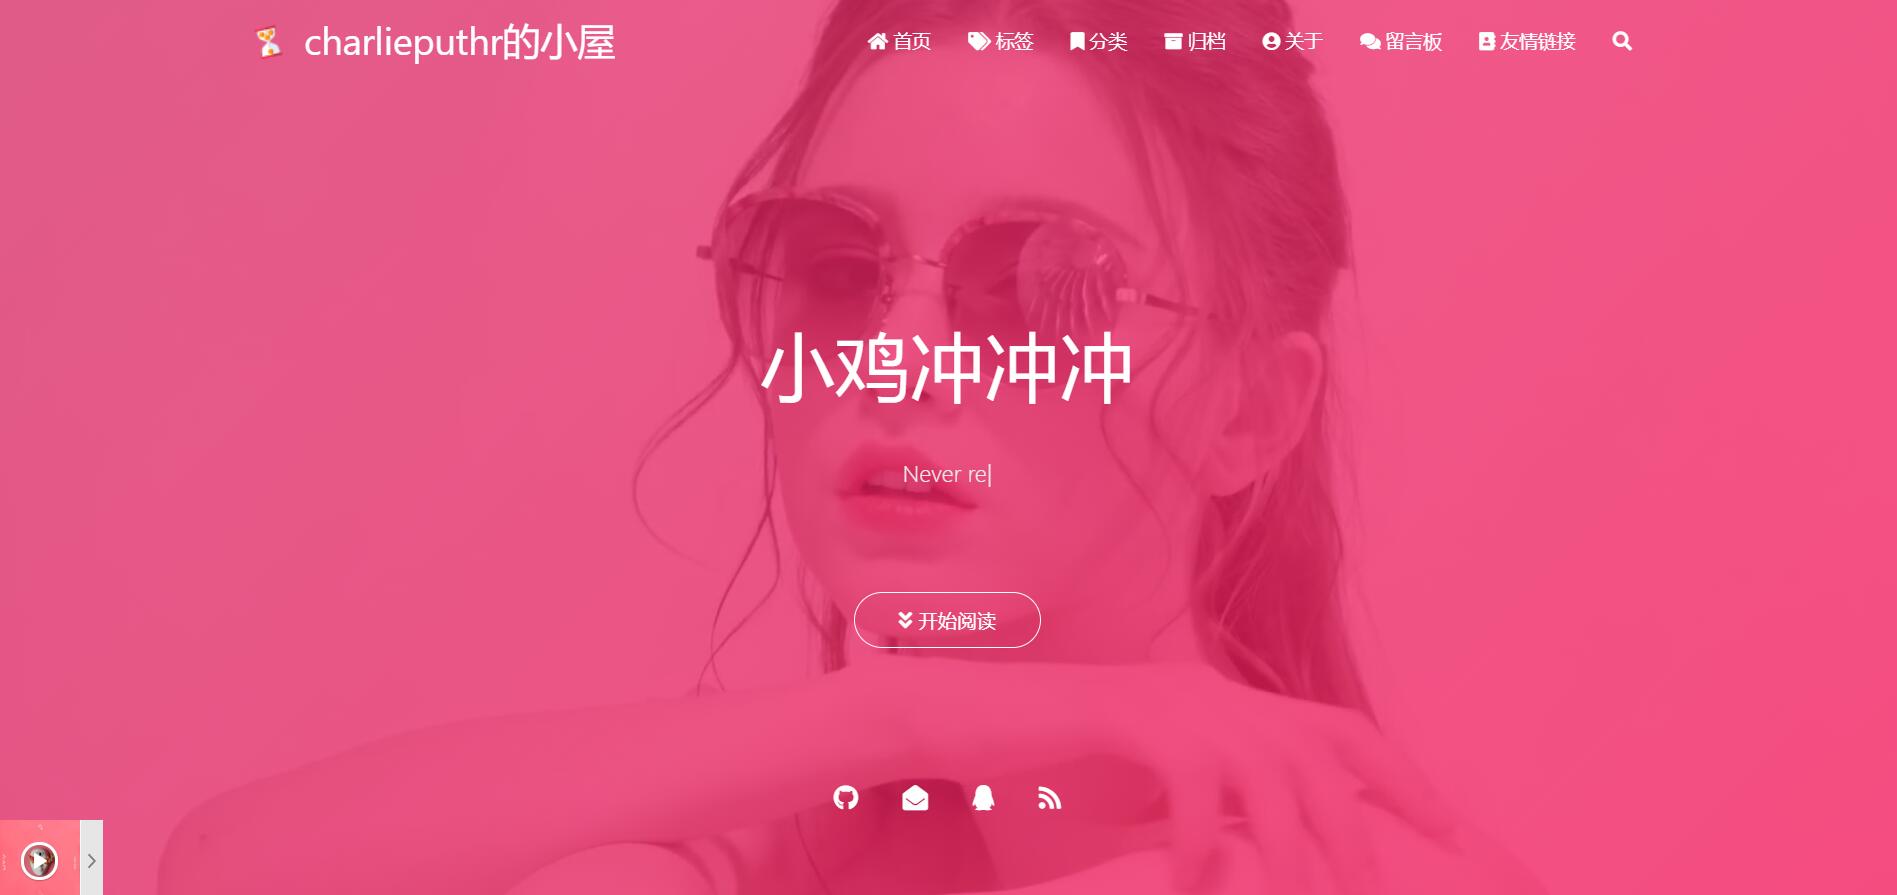 charlieputhr的小屋
首页 标签 分类 归档 关于 留言板 友情链接
小鸡冲冲冲
Never re|
开始阅读